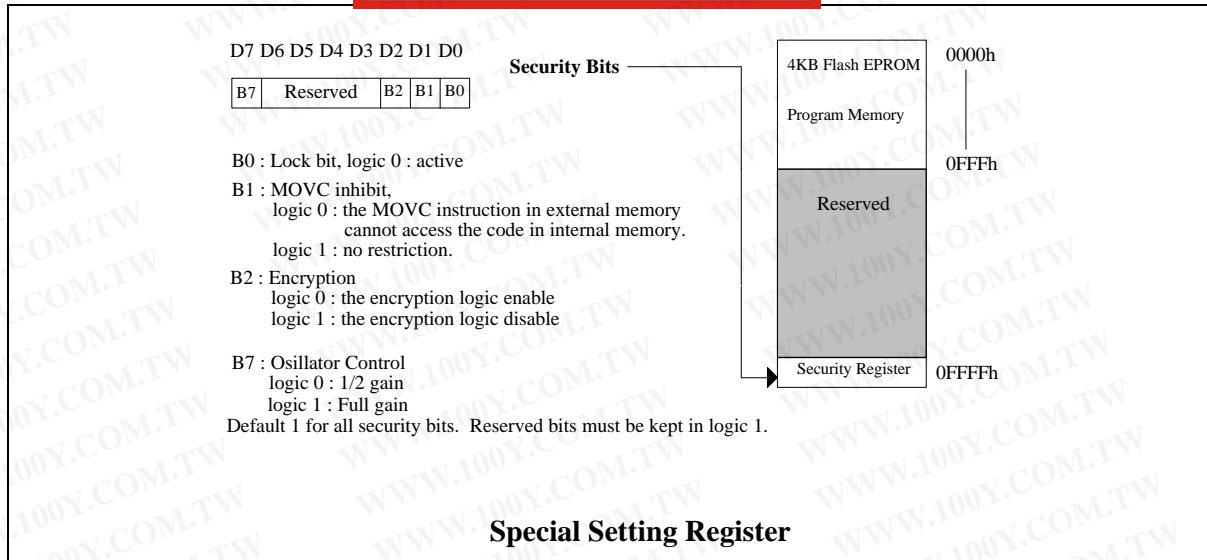 D7 D6 D5 D4 D3 D2 D1 D0
B7 Reserved B2 B1 B0
Security Bits
4KB Flash EPROM
Program Memory
0000h
0FFFh
Reserved
Security Register
0FFFFh
B0 : Lock bit, logic 0 : active
B1 : MOVC inhibit,
logic 0 : the MOVC instruction in external memory
cannot access the code in internal memory.
logic 1 : no restriction.
B2 : Encryption
logic 0 : the encryption logic enable
logic 1 : the encryption logic disable
B7 : Osillator Control
logic 0 : 1/2 gain
logic 1 : Full gain
Default 1 for all security bits. Reserved bits must be kept in logic 1.
Special Setting Register
WWW.100Y.COM.TW